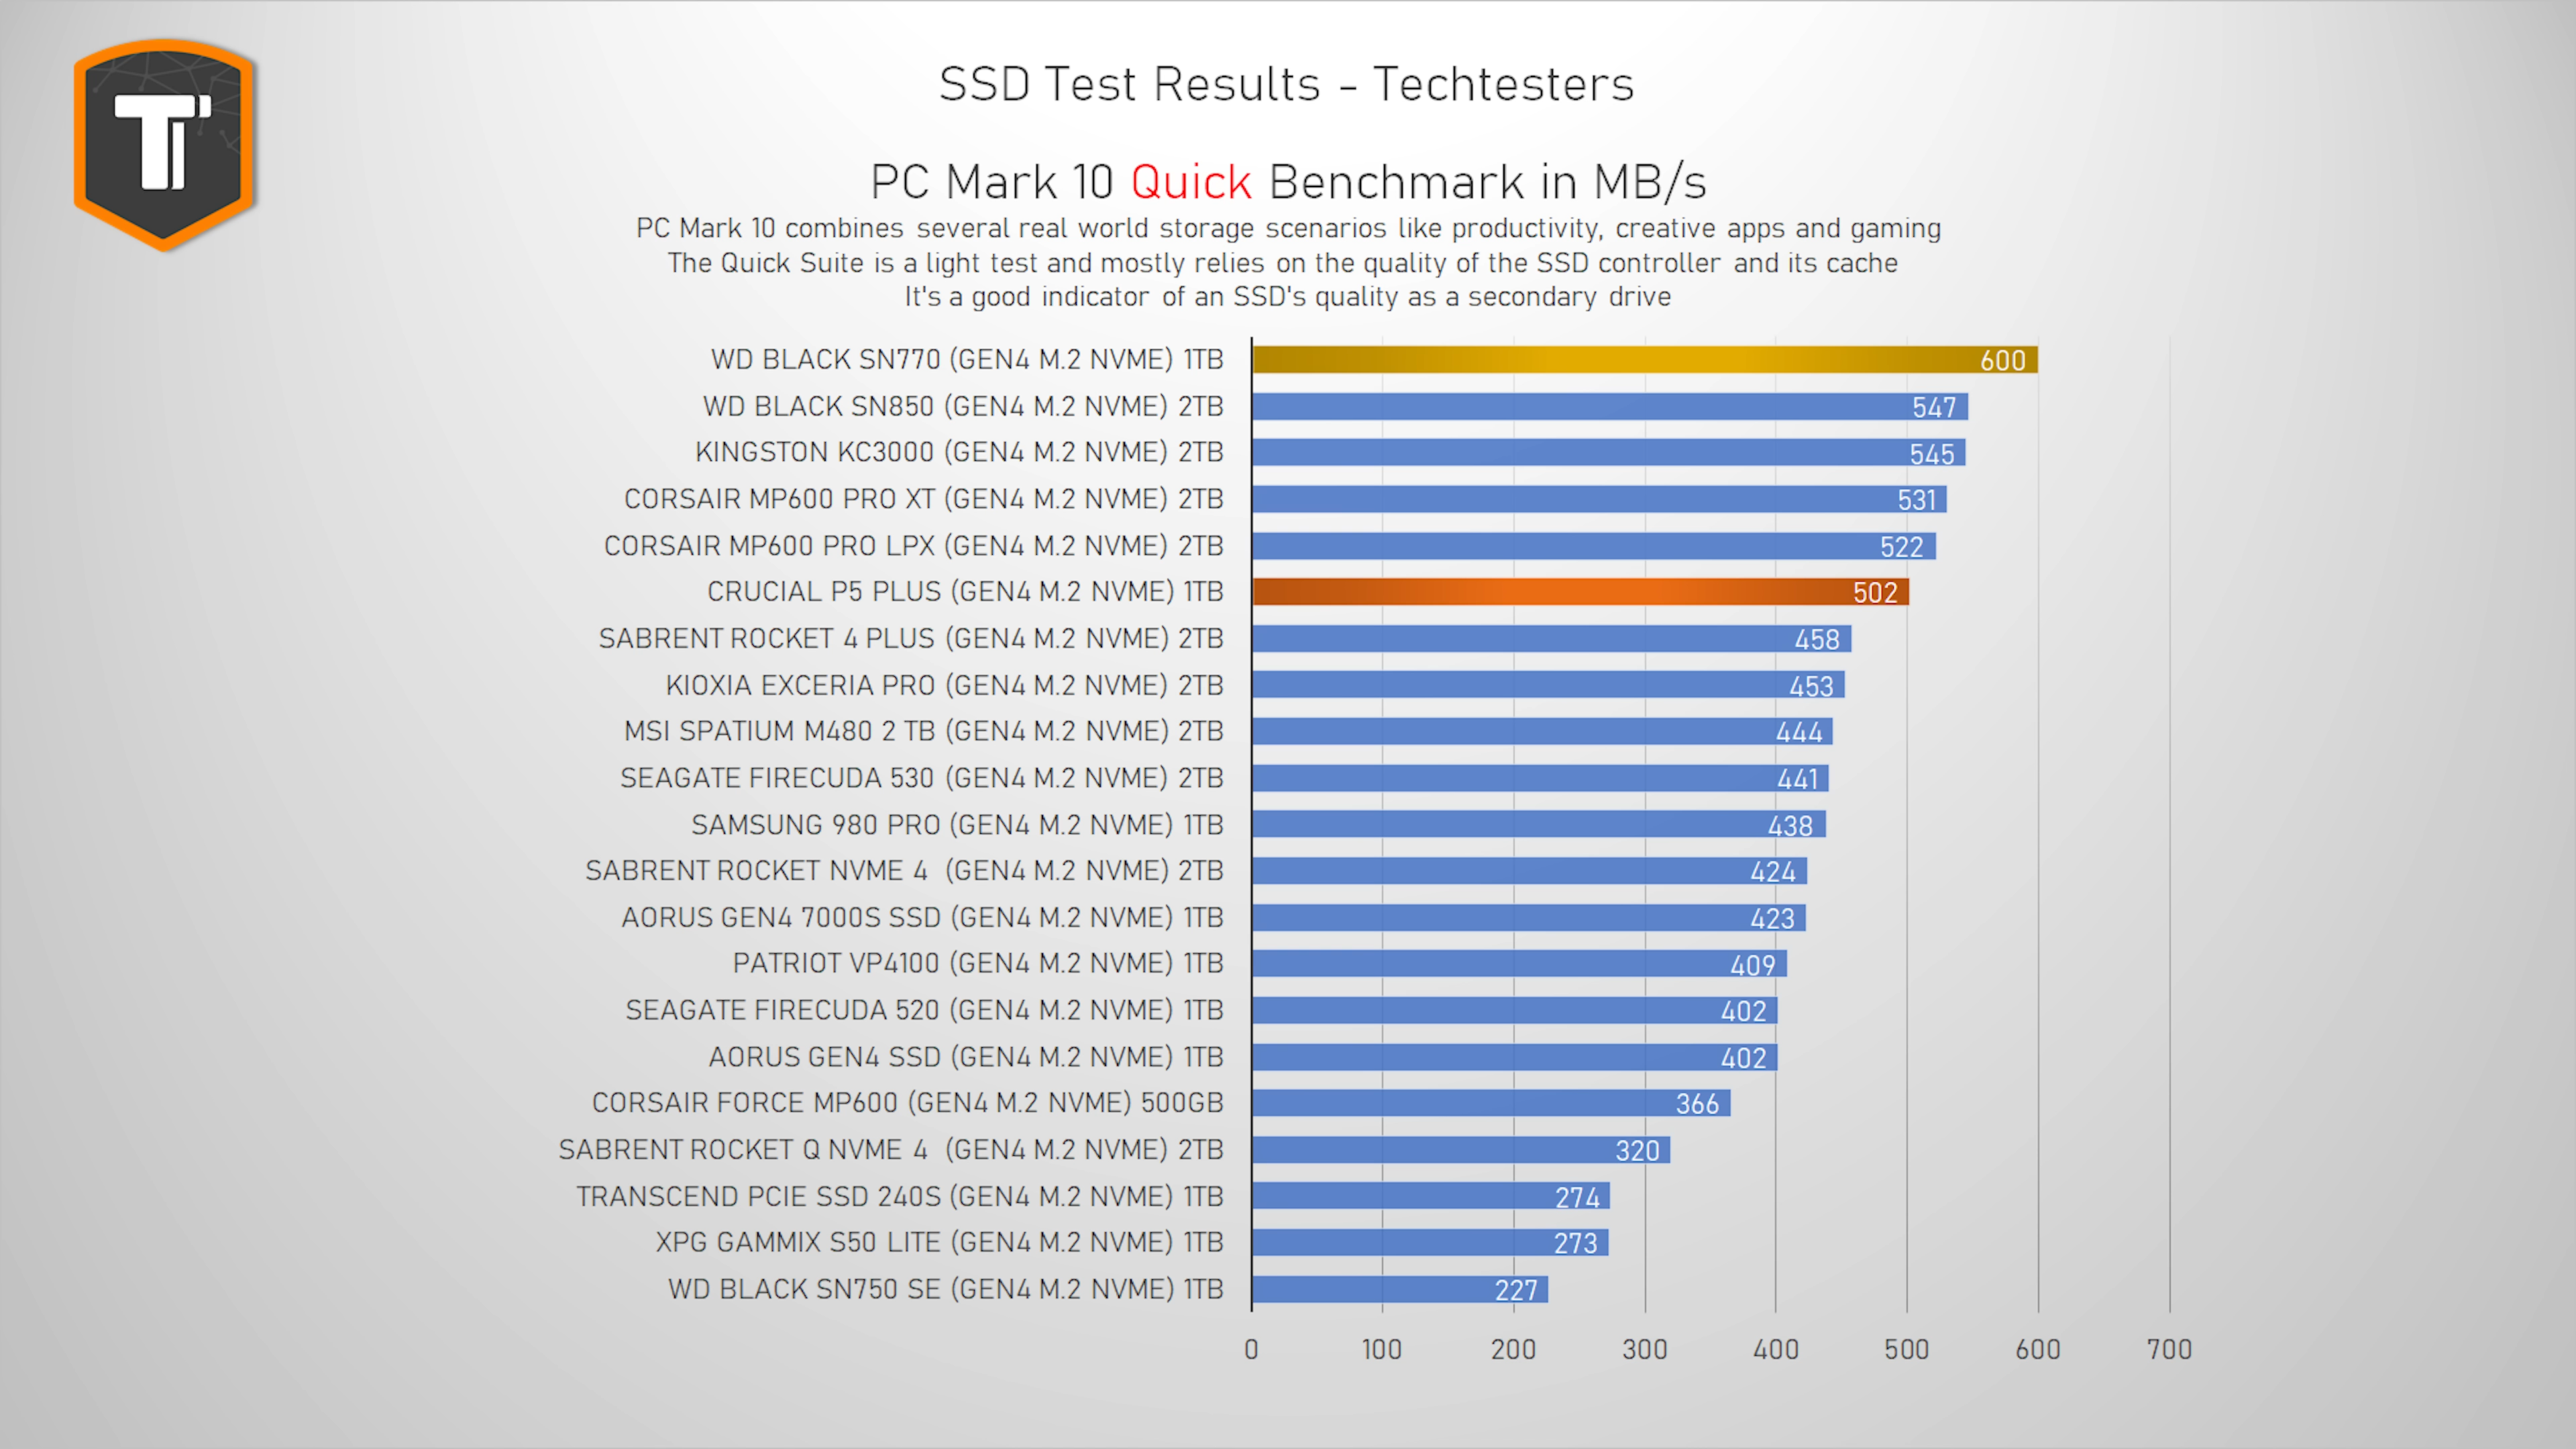 SSD Test Results - Techtesters
PC Mark 10 Quick Benchmark in MB/s
PC Mark 10 combines several real world storage scenarios like productivity, creative apps and gaming
The Quick Suite is a light test and mostly relies on the quality of the SSD controller and its cache
It's a good indicator of an SSD's quality as a secondary drive
WD BLACK SN770 (GEN4 M.2 NVME) 1TB 600
WD BLACK SN850 (GEN4 M.2 NVME) 2TB 547
KINGSTON KC3000 (GEN4 M.2 NVME) 2TB 545
CORSAIR MP600 PRO XT (GEN4 M.2 NVME) 2TB 531
CORSAIR MP600 PRO LPX (GEN4 M.2 NVME) 2TB 522
CRUCIAL P5 PLUS (GEN4 M.2 NVME) 1TB 502
SABRENT ROCKET 4 PLUS (GEN4 M.2 NVME) 2TB 458
KIOXIA EXCERIA PRO (GEN4 M.2 NVME) 2TB 453
MSI SPATIUM M480 2 TB (GEN4 M.2 NVME) 2TB 444
SEAGATE FIRECUDA 530 (GEN4 M.2 NVME) 2TB 441
SAMSUNG 980 PRO (GEN4 M.2 NVME) 1TB 438
SABRENT ROCKET NVME 4 (GEN4 M.2 NVME) 2TB 424
AORUS GEN4 7000S SSD (GEN4 M.2 NVME) 1TB 423
PATRIOT VP4100 (GEN4 M.2 NVME) 1TB 409
SEAGATE FIRECUDA 520 (GEN4 M.2 NVME) 1TB 402
AORUS GEN4 SSD (GEN4 M.2 NVME) 1TB 402
CORSAIR FORCE MP600 (GEN4 M.2 NVME) 500GB 366
SABRENT ROCKET Q NVME 4 (GEN4 M.2 NVME) 2TB 320
TRANSCEND PCIE SSD 240S (GEN4 M.2 NVME) 1TB 274
XPG GAMMIX S50 LITE (GEN4 M.2 NVME) 1TB 273
WD BLACK SN750 SE (GEN4 M.2 NVME) 1TB 227
0 100 200 300 400 500 600 700